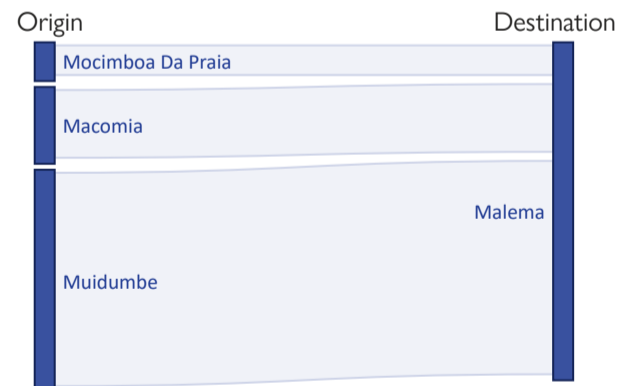 Origin
Destination
Mocimboa Da Praia
Macomia
Malema
Muidumbe